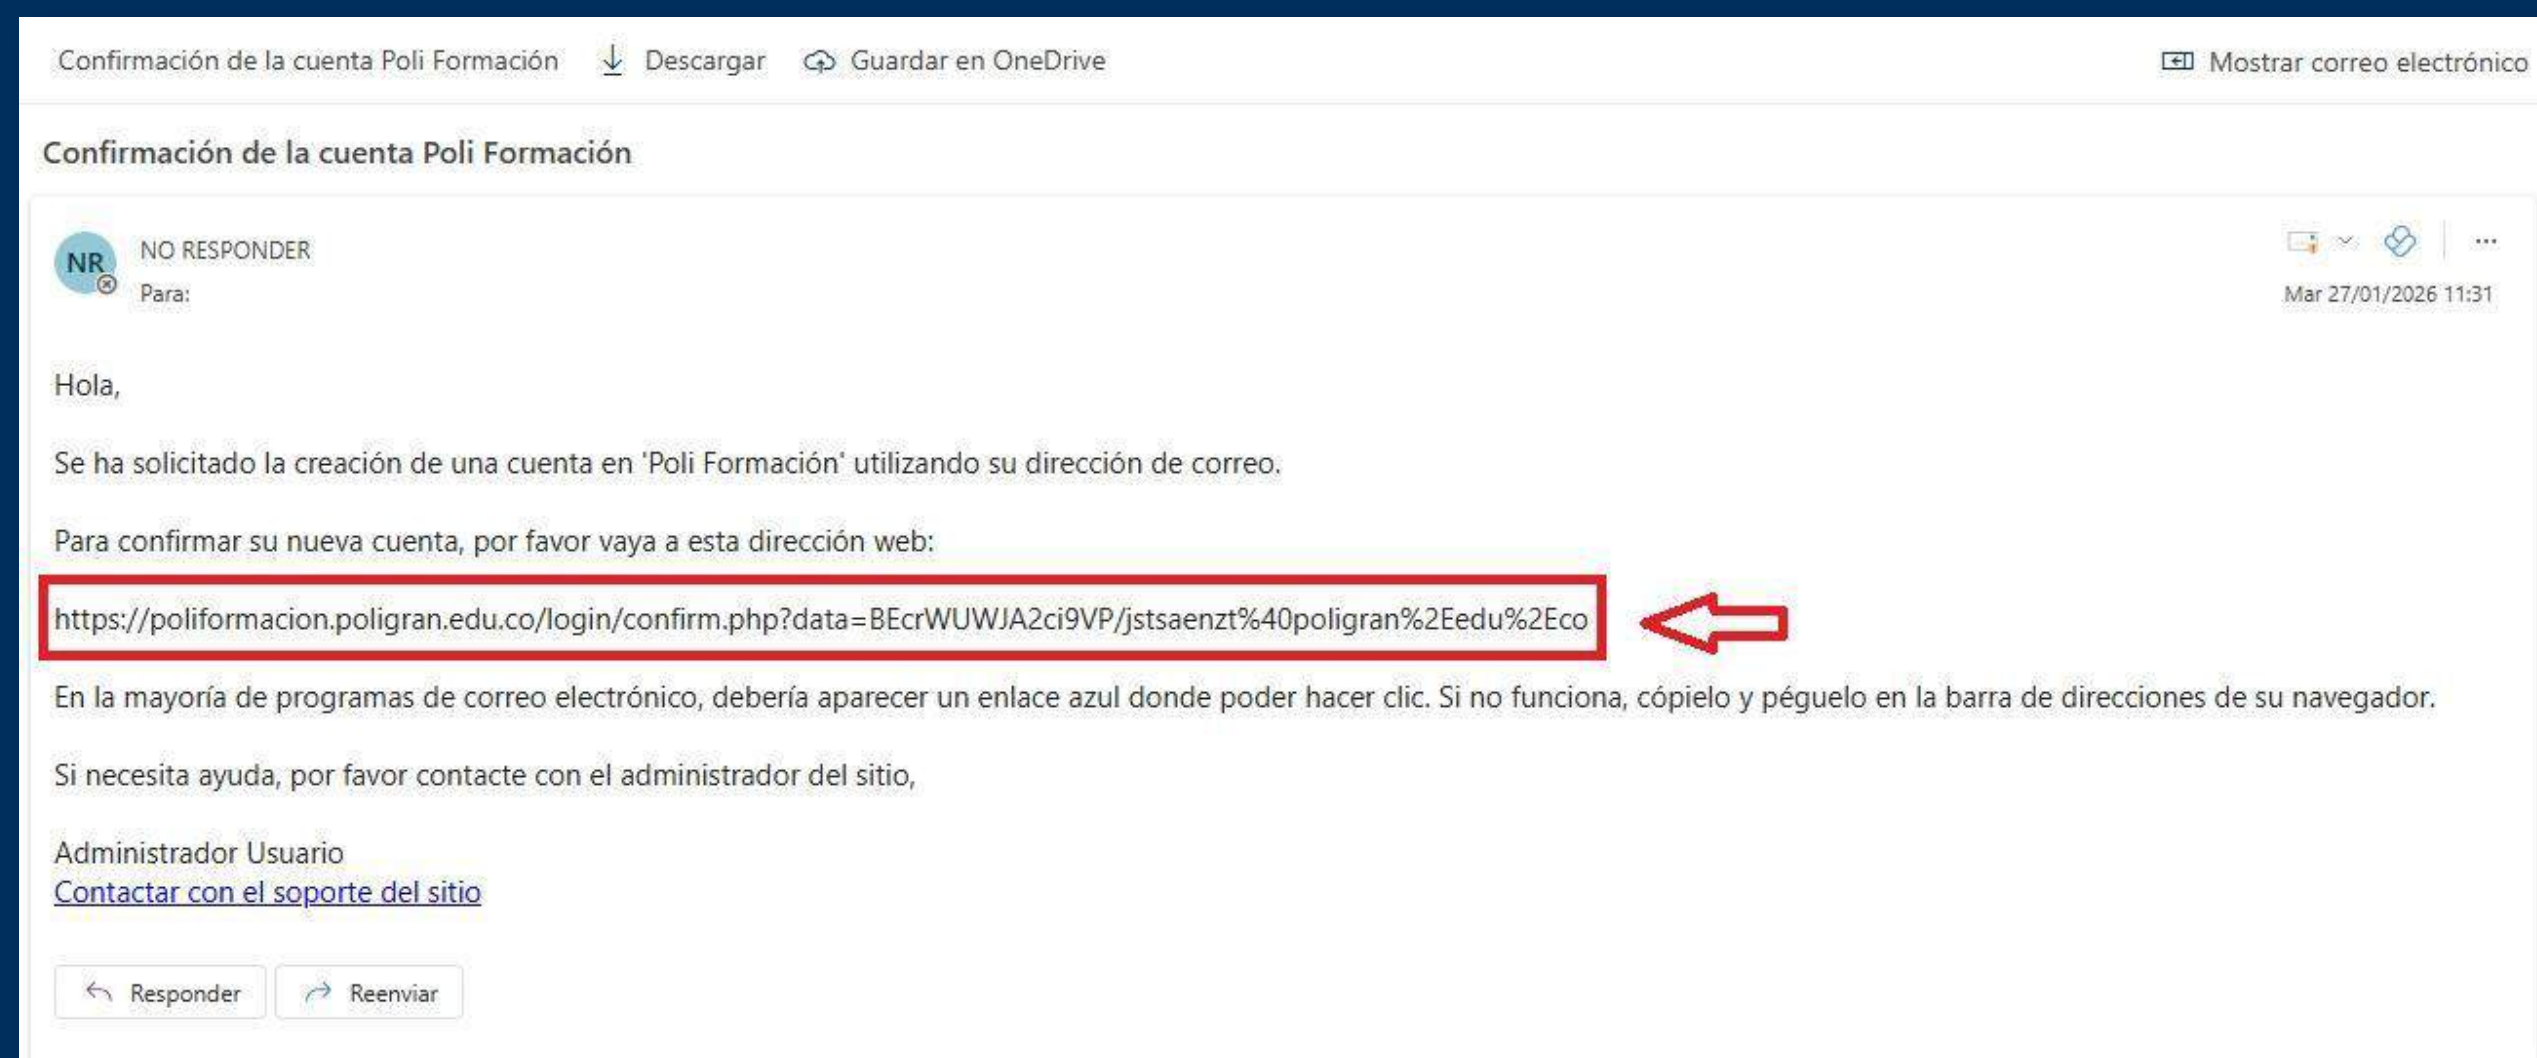 Confirmación de la cuenta Poli Formación Descargar Guardar en OneDrive Mostrar correo electrónico
Confirmación de la cuenta Poli Formación
NR NO RESPONDER
Para:
Mar 27/01/2026 11:31
Hola,
Se ha solicitado la creación de una cuenta en 'Poli Formación' utilizando su dirección de correo.
Para confirmar su nueva cuenta, por favor vaya a esta dirección web:
https://poliformacion.poligran.edu.co/login/confirm.php?data=BEcrWUWJA2ci9VP/jstsaenzt%40poligran%2Eedu%2Eco
En la mayoría de programas de correo electrónico, debería aparecer un enlace azul donde poder hacer clic. Si no funciona, cópielo y péguelo en la barra de direcciones de su navegador.
Si necesita ayuda, por favor contacte con el administrador del sitio,
Administrador Usuario
Contactar con el soporte del sitio
Responder Reenviar